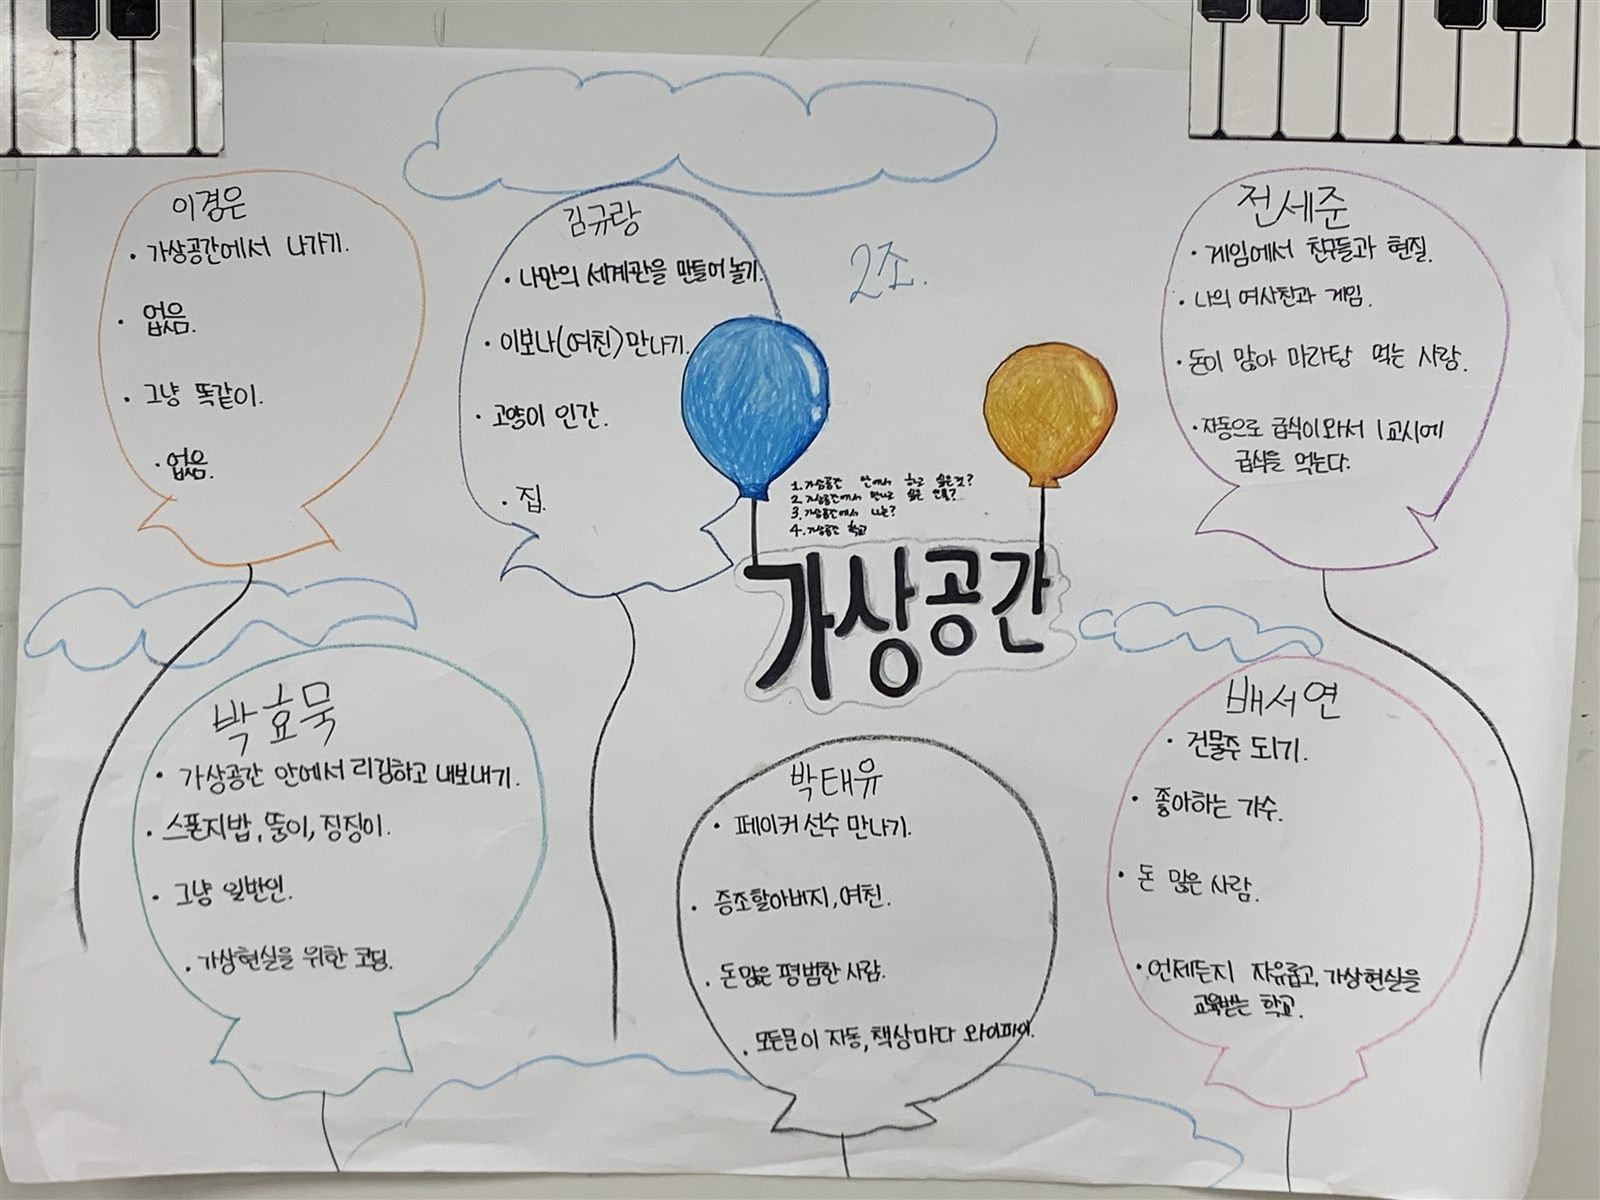 이경은
· 가상공간에서 나가기.
· 없음.
· 그냥 똑같이.
· 없음.
김규랑
· 나만의 세계관을 만들어 놀기.
· 이보나(여친) 만나기.
· 고양이 인간.
· 집.
2조.
전세준
· 게임에서 친구들과 현질.
· 나의 여사친과 게임.
· 돈이 많아 마라탕 먹는 사람.
· 자동으로 급식이 와서 1교시에
급식을 먹는다.
1. 가상공간 안에서 하고 싶은것?
2. 가상공간에서 만나고 싶은 인물?
3. 가상공간에서 나는?
4. 가상공간 학교
가상공간
박효묵
· 가상공간 안에서 리깅하고 내보내기.
· 스폰지밥, 뚱이, 징징이.
· 그냥 일반인.
· 가상현실을 위한 코딩.
박태유
· 페이커 선수 만나기.
· 증조할아버지, 여친.
· 돈많은 평범한 사람.
· 모든문이 자동, 책상마다 와이파이.
배서연
· 건물주 되기.
· 좋아하는 가수.
· 돈 많은 사람.
· 언제든지 자유롭고, 가상현실을
교육받는 학교.